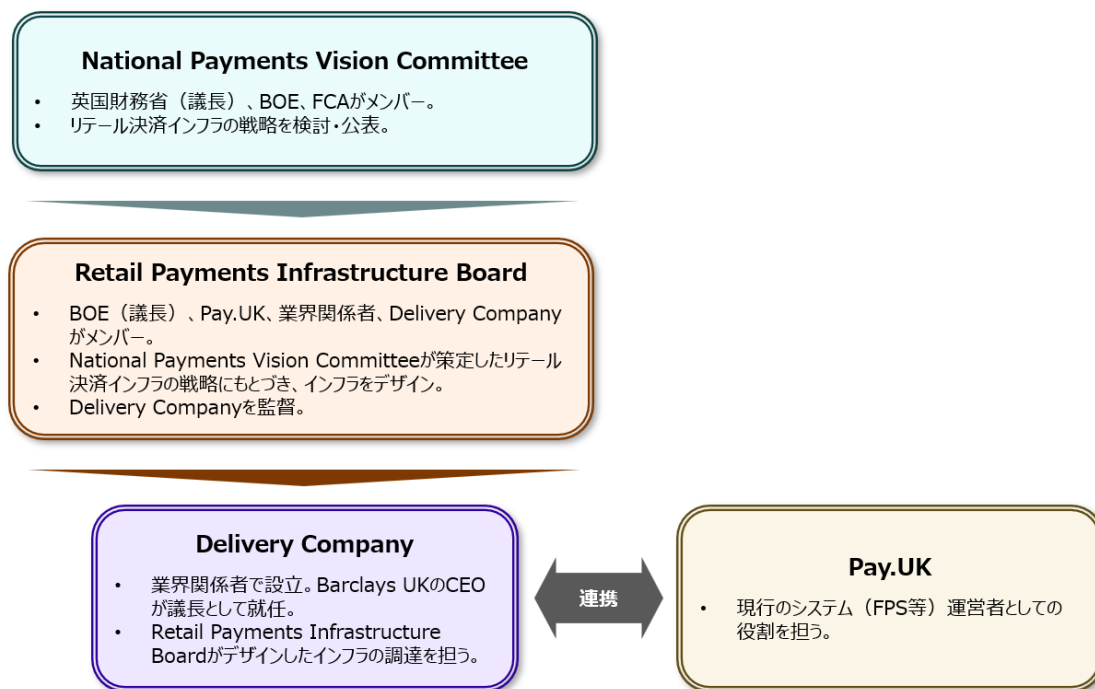 National Payments Vision Committee
• 英国財務省（議長）、BOE、FCAがメンバー。
• リテール決済インフラの戦略を検討・公表。
Retail Payments Infrastructure Board
• BOE（議長）、Pay.UK、業界関係者、Delivery Company
がメンバー。
• National Payments Vision Committeeが策定したリテール
決済インフラの戦略にもとづき、インフラをデザイン。
• Delivery Companyを監督。
Delivery Company
• 業界関係者で設立。Barclays UKのCEO
が議長として就任。
• Retail Payments Infrastructure
Boardがデザインしたインフラの調達を担う。
連携
Pay.UK
• 現行のシステム（FPS等）運営者としての
役割を担う。